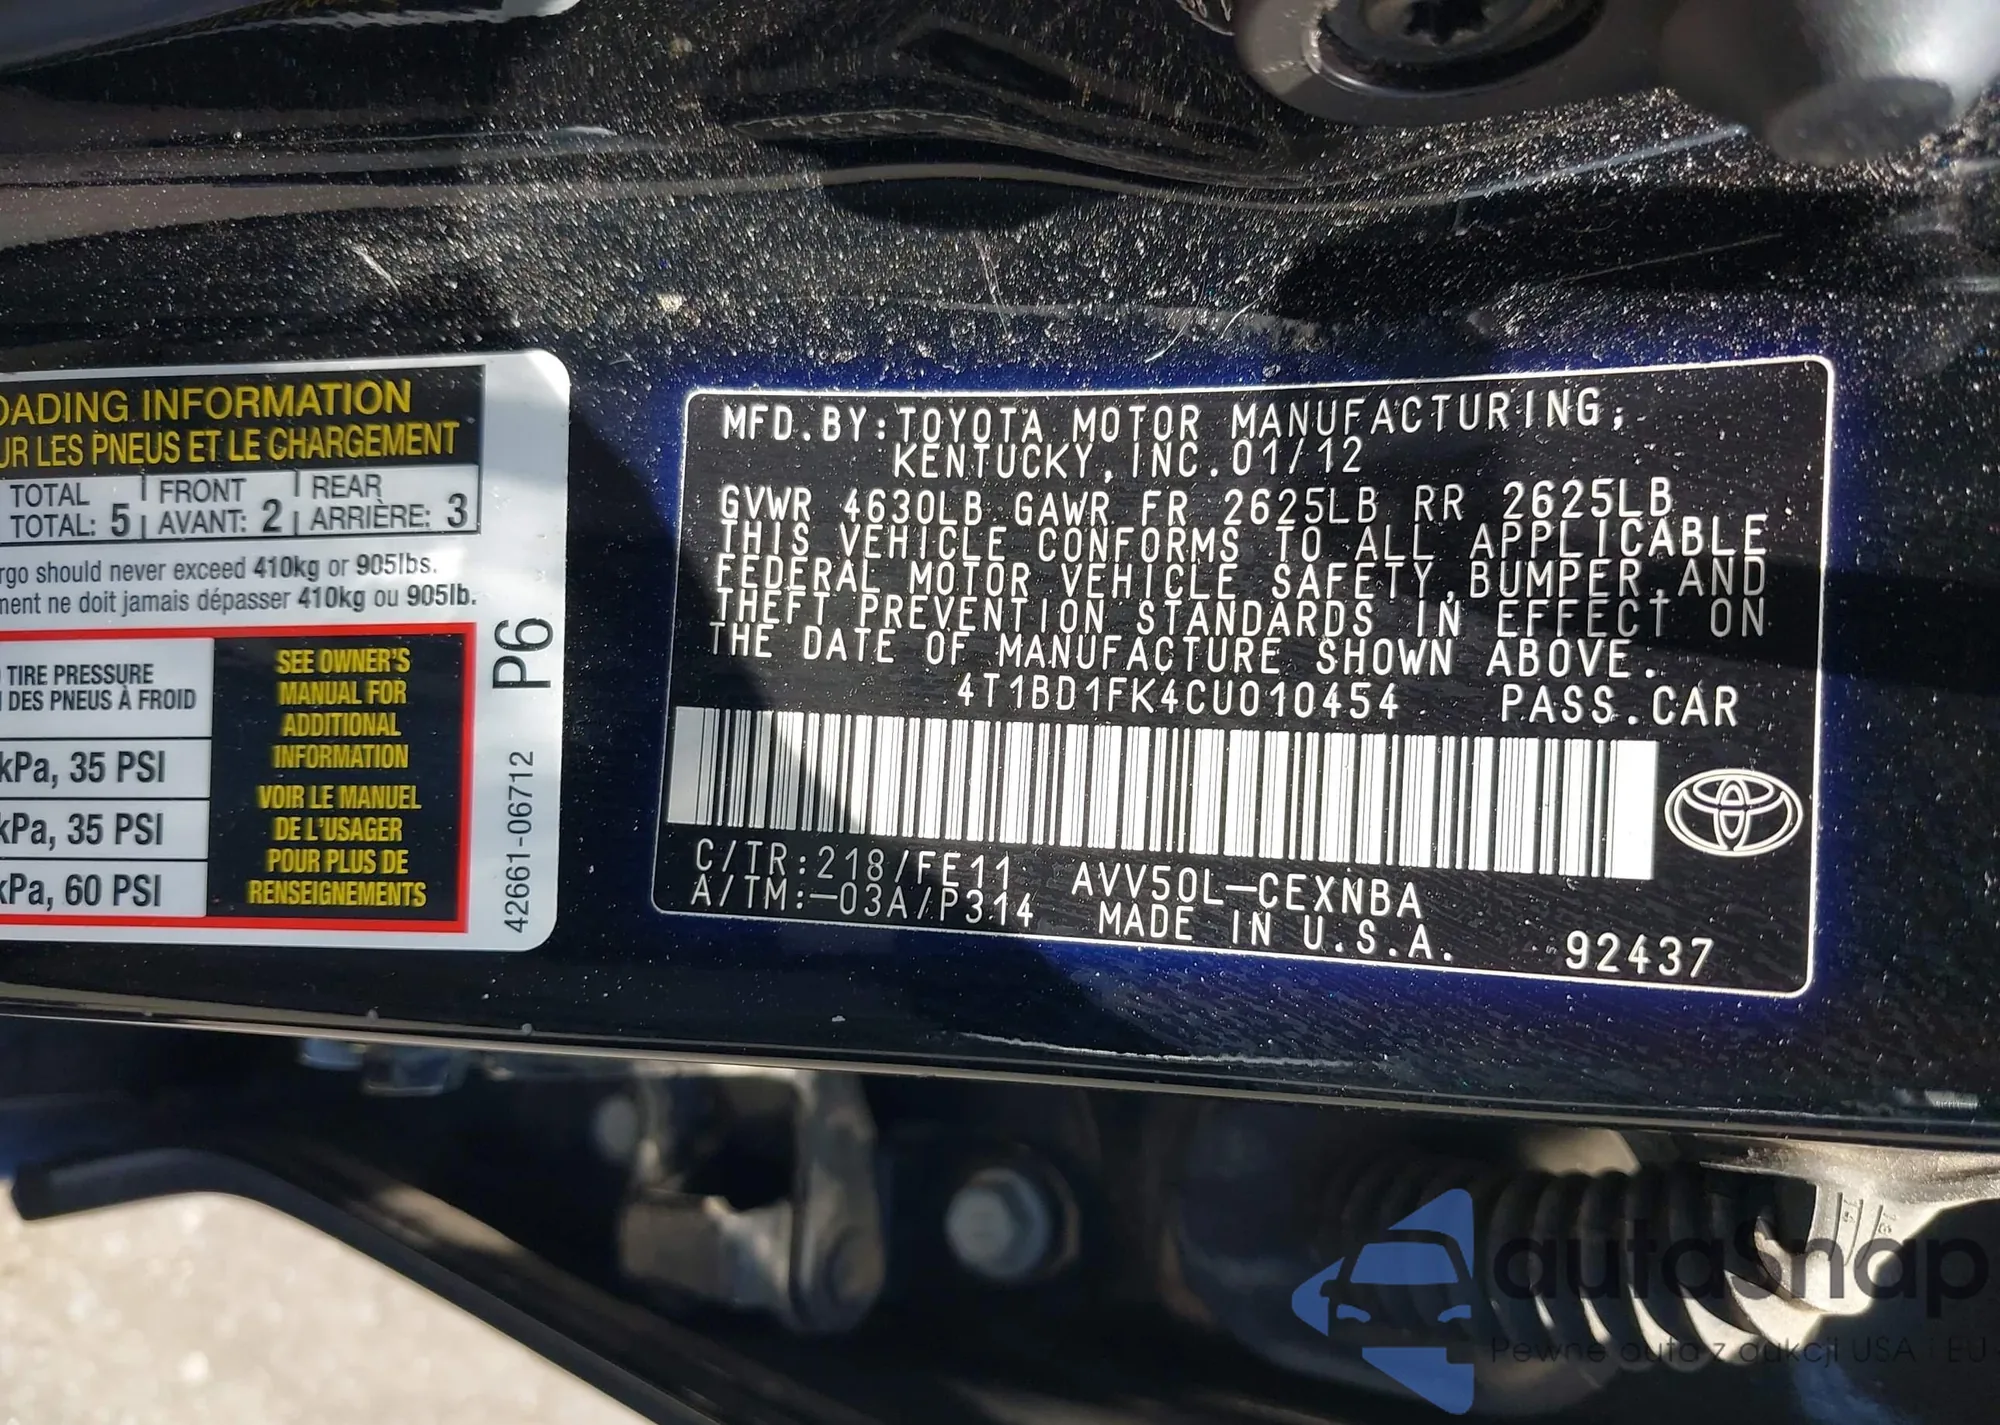 OADING INFORMATION
UR LES PNEUS ET LE CHARGEMENT
TOTAL FRONT REAR
TOTAL: 5 AVANT: 2 ARRIÈRE: 3
rgo should never exceed 410kg or 905lbs.
ment ne doit jamais dépasser 410kg ou 905lb.
TIRE PRESSURE
DES PNEUS À FROID
kPa, 35 PSI
kPa, 35 PSI
kPa, 60 PSI
SEE OWNER'S
MANUAL FOR
ADDITIONAL
INFORMATION
VOIR LE MANUEL
DE L'USAGER
POUR PLUS DE
RENSEIGNEMENTS
42661-06712 P6
MFD.BY:TOYOTA MOTOR MANUFACTURING,
KENTUCKY, INC. 01/12
GVWR 4630LB GAWR FR 2625LB RR 2625LB
THIS VEHICLE CONFORMS TO ALL APPLICABLE
FEDERAL MOTOR VEHICLE SAFETY,BUMPER,AND
THEFT PREVENTION STANDARDS IN EFFECT ON
THE DATE OF MANUFACTURE SHOWN ABOVE.
4T1BD1FK4CU010454 PASS.CAR
C/TR:218/FE11 AVV50L-CEXNBA
A/TM:-03A/P314 MADE IN U.S.A. 92437
autaSnap
Pewne auta z aukcji USA i EU